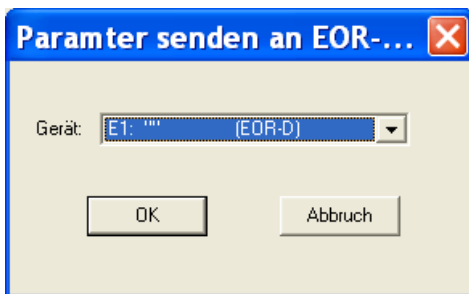 Paramter senden an EOR-...
Gerät: E1: "" (EOR-D)
OK Abbruch